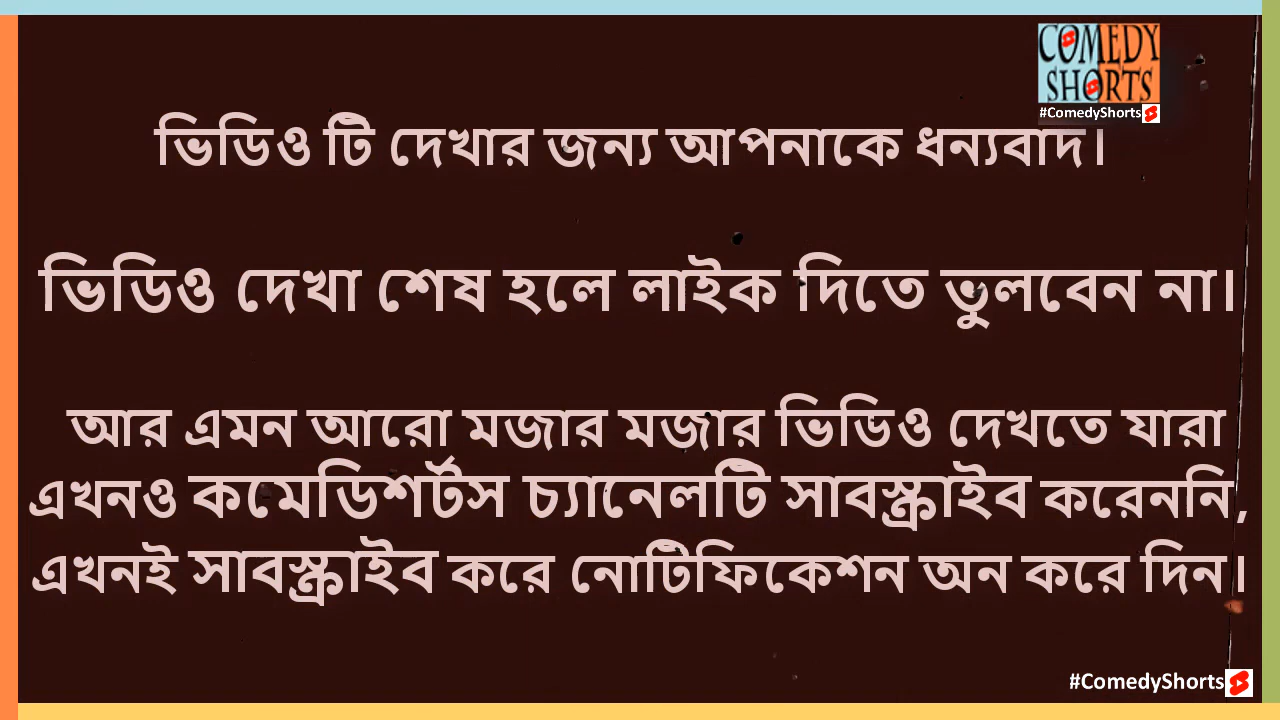 COMEDY
SHORTS
#ComedyShorts
ভিডিও টি দেখার জন্য আপনাকে ধন্যবাদ।
ভিডিও দেখা শেষ হলে লাইক দিতে তুলবেন না।
আর এমন আরো মজার মজার ভিডিও দেখতে যারা
এখনও কমেডিশর্টস চ্যানেলটি সাবস্ক্রাইব করেননি,
এখনই সাবস্ক্রাইব করে নোটিফিকেশন অন করে দিন।
#ComedyShorts